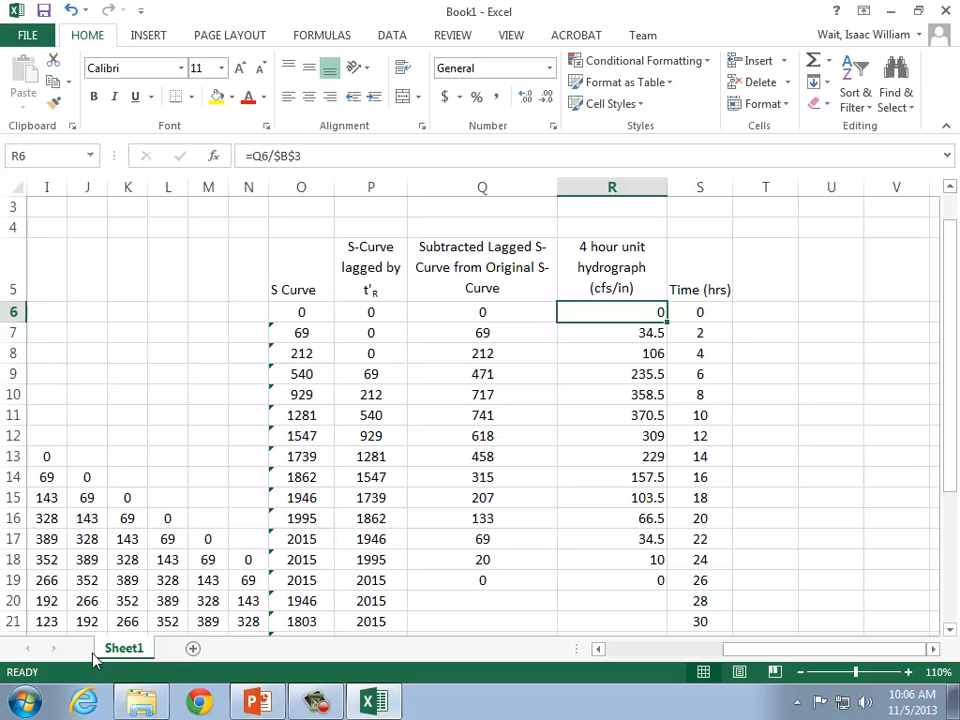 Book1 - Excel
?
FILE HOME INSERT PAGE LAYOUT FORMULAS DATA REVIEW VIEW ACROBAT Team Wait, Isaac William
Paste Calibri 11 General Conditional Formatting Format as Table Cell Styles Insert Delete Format Sort & Filter Find & Select
B I U A $ % ,
Clipboard Font Alignment Number Styles Cells Editing
R6 fx =Q6/$B$3
I J K L M N O P Q R S T U V
3
4
5 S Curve S-Curve lagged by t'R Subtracted Lagged S-Curve from Original S-Curve 4 hour unit hydrograph (cfs/in) Time (hrs)
6 0 0 0 0 0
7 69 0 69 34.5 2
8 212 0 212 106 4
9 540 69 471 235.5 6
10 929 212 717 358.5 8
11 1281 540 741 370.5 10
12 1547 929 618 309 12
13 0 1739 1281 458 229 14
14 69 0 1862 1547 315 157.5 16
15 143 69 0 1946 1739 207 103.5 18
16 328 143 69 0 1995 1862 133 66.5 20
17 389 328 143 69 0 2015 1946 69 34.5 22
18 352 389 328 143 69 0 2015 1995 20 10 24
19 266 352 389 328 143 69 2015 2015 0 0 26
20 192 266 352 389 328 143 1946 2015 28
21 123 192 266 352 389 328 1803 2015 30
Sheet1
READY 110%
10:06 AM
11/5/2013